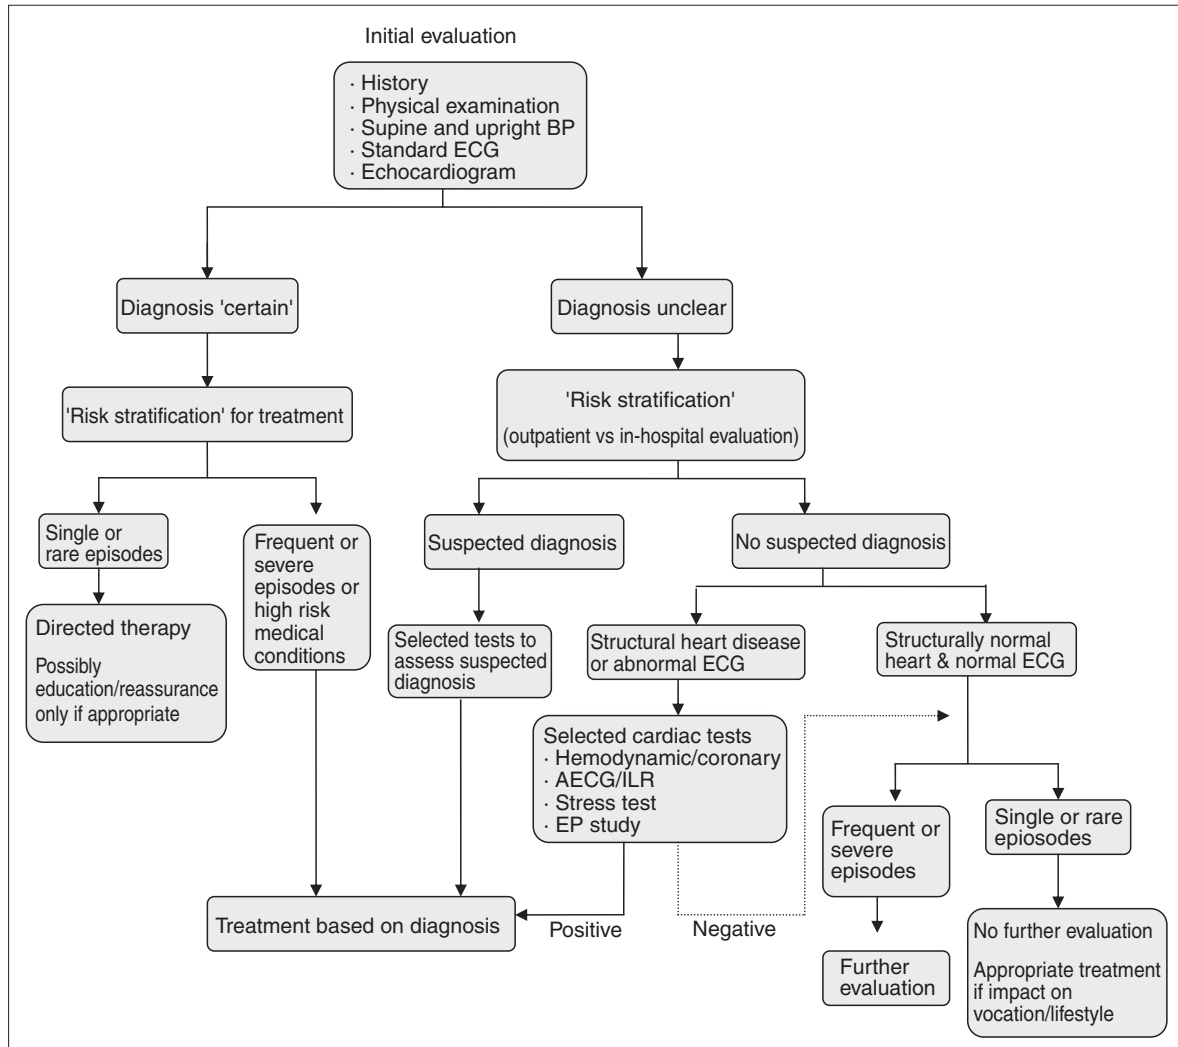 Initial evaluation
· History
· Physical examination
· Supine and upright BP
· Standard ECG
· Echocardiogram
Diagnosis 'certain'
Diagnosis unclear
'Risk stratification' for treatment
'Risk stratification'
(outpatient vs in-hospital evaluation)
Single or
rare episodes
Frequent or
severe
episodes or
high risk
medical
conditions
Suspected diagnosis
No suspected diagnosis
Directed therapy
Possibly
education/reassurance
only if appropriate
Selected tests to
assess suspected
diagnosis
Structural heart disease
or abnormal ECG
Structurally normal
heart & normal ECG
Selected cardiac tests
· Hemodynamic/coronary
· AECG/ILR
· Stress test
· EP study
Frequent or
severe
episodes
Single or rare
epiosodes
Treatment based on diagnosis
Positive
Negative
Further
evaluation
No further evaluation
Appropriate treatment
if impact on
vocation/lifestyle